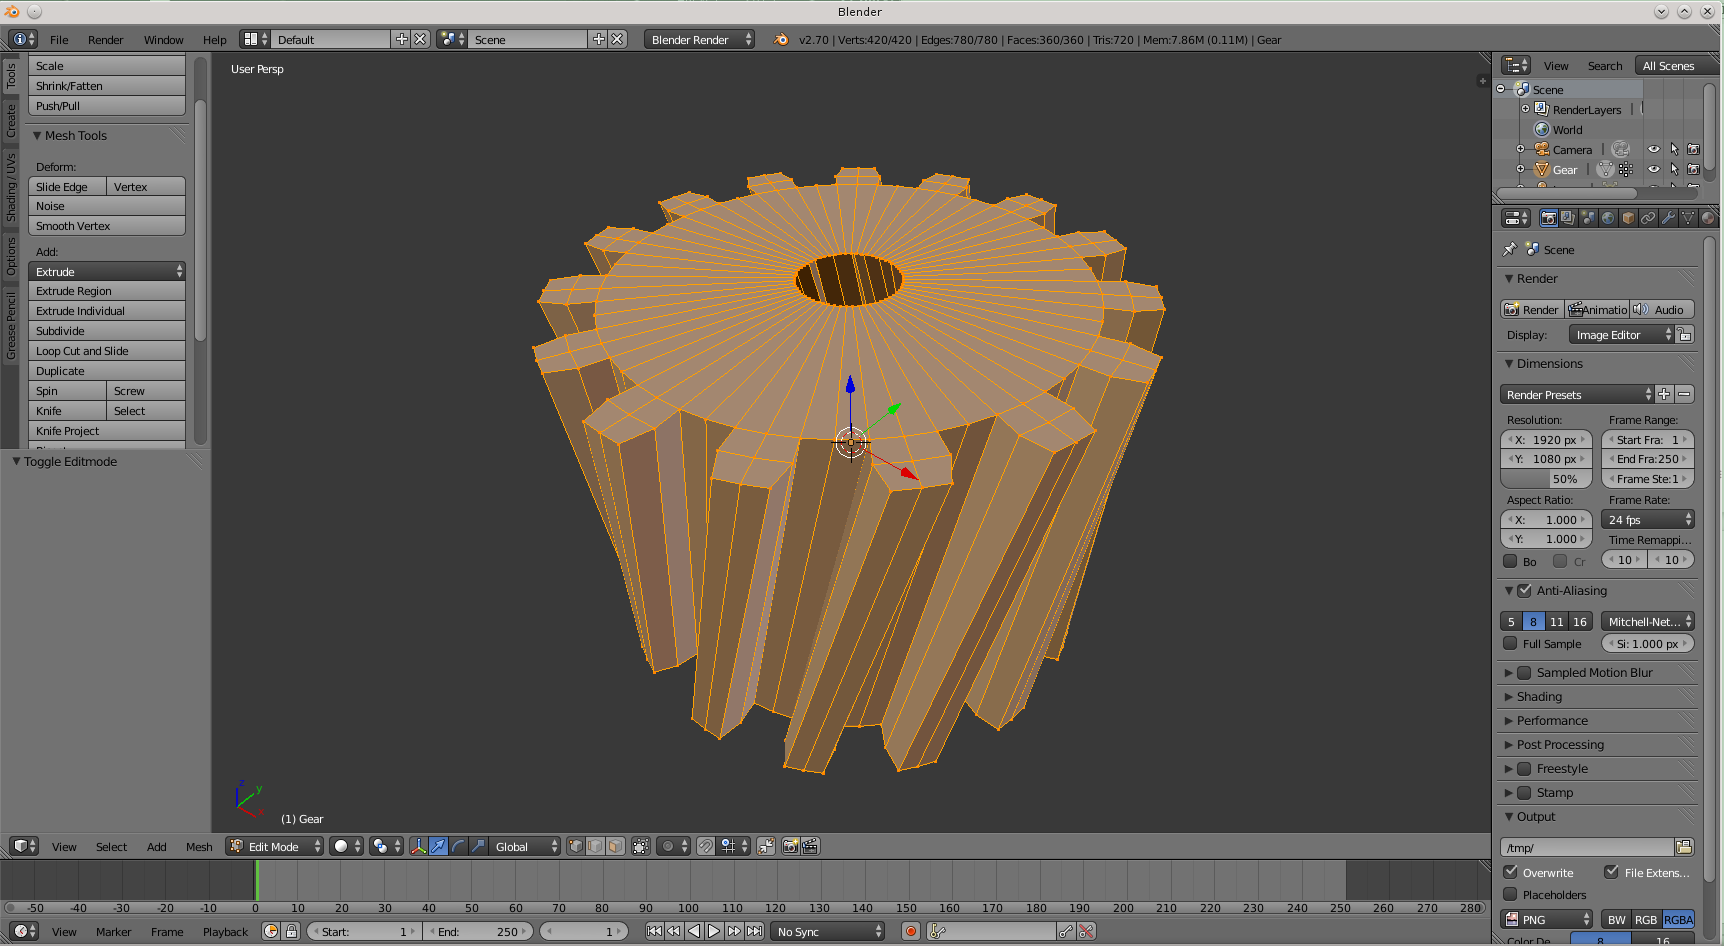 Blender
File Render Window Help Default Scene Blender Render v2.70 | Verts:420/420 | Edges:780/780 | Faces:360/360 | Tris:720 | Mem:7.86M (0.11M) | Gear
Tools
Create
Shading / UVs
Options
Grease Pencil
Scale
Shrink/Fatten
Push/Pull
Mesh Tools
Deform:
Slide Edge Vertex
Noise
Smooth Vertex
Add:
Extrude
Extrude Region
Extrude Individual
Subdivide
Loop Cut and Slide
Duplicate
Spin Screw
Knife Select
Knife Project
Toggle Editmode
User Persp
z
y
x
(1) Gear
View Search All Scenes
Scene
RenderLayers
World
Camera
Gear
Scene
Render
Render Animatio Audio
Display: Image Editor
Dimensions
Render Presets
Resolution: Frame Range:
X: 1920 px Start Fra: 1
Y: 1080 px End Fra:250
50% Frame Ste:1
Aspect Ratio: Frame Rate:
X: 1.000 24 fps
Y: 1.000 Time Remappi...
Bo Cr 10 10
Anti-Aliasing
5 8 11 16 Mitchell-Net...
Full Sample Si: 1.000 px
Sampled Motion Blur
Shading
Performance
Post Processing
Freestyle
Stamp
Output
/tmp/
Overwrite File Extens...
Placeholders
PNG BW RGB RGBA
Color De 8 16
View Select Add Mesh Edit Mode Global
-50 -40 -30 -20 -10 0 10 20 30 40 50 60 70 80 90 100 110 120 130 140 150 160 170 180 190 200 210 220 230 240 250 260 270 280
View Marker Frame Playback Start: 1 End: 250 1 No Sync